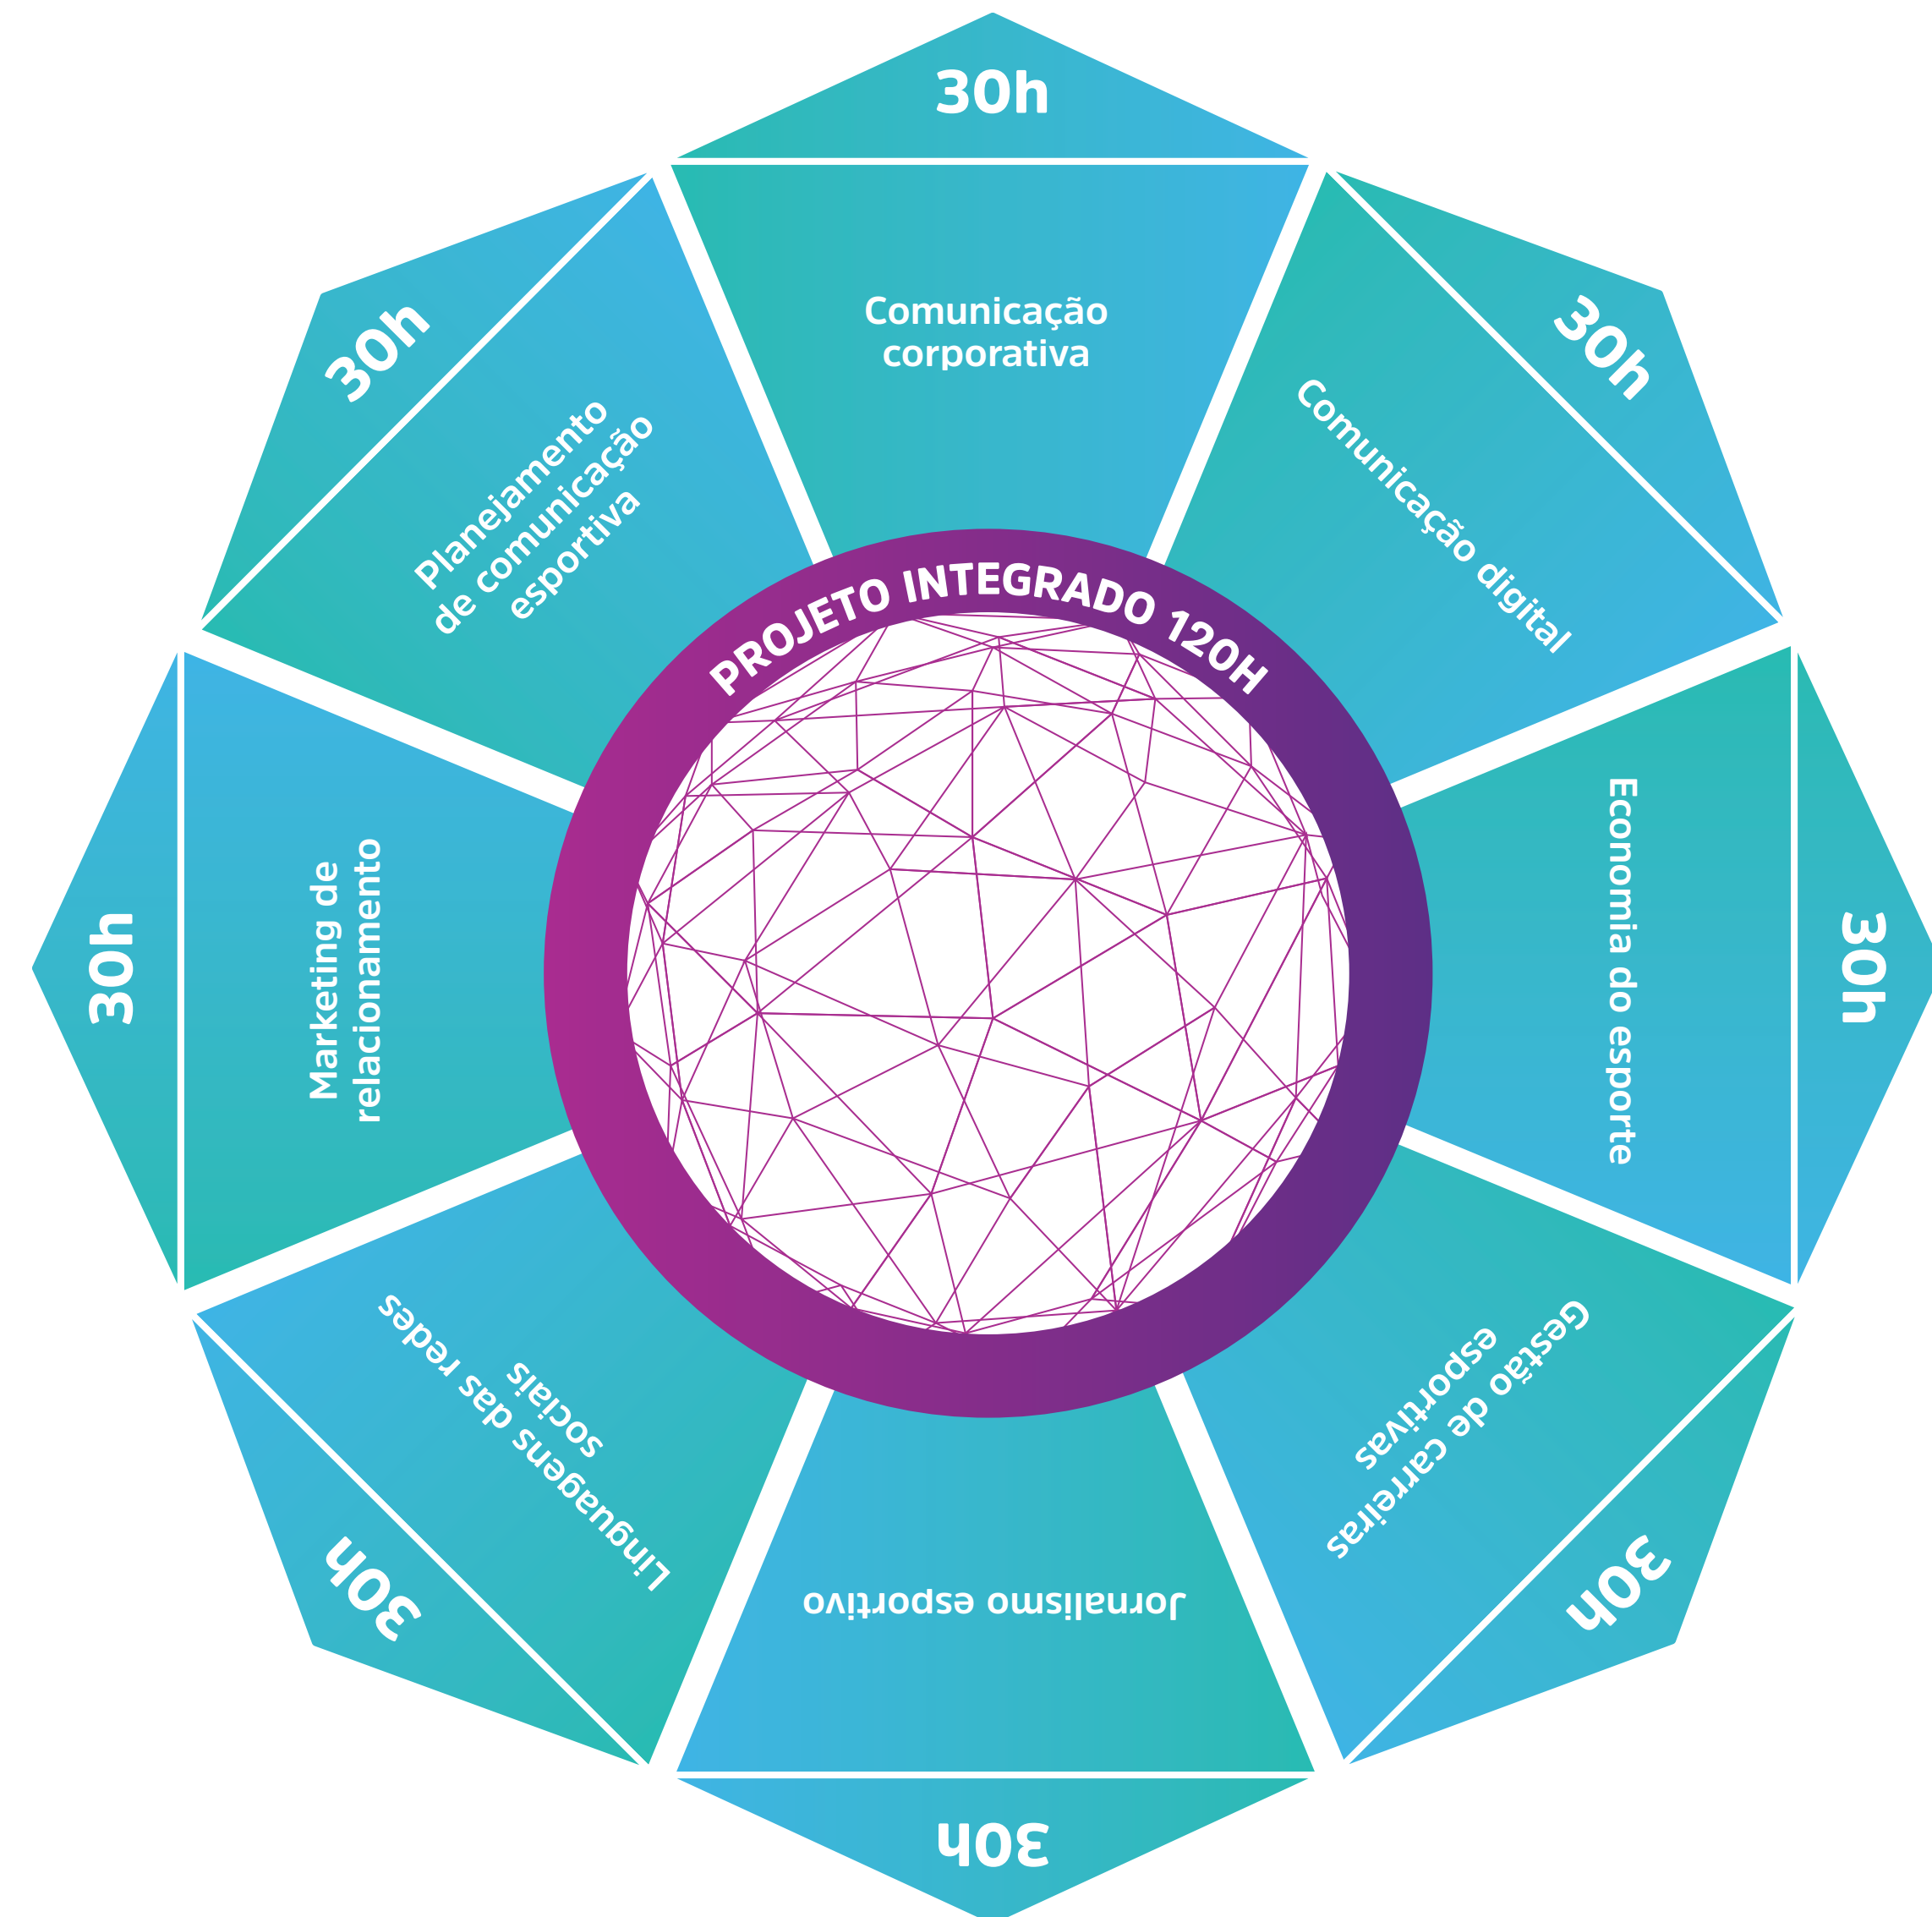 30h
Comunicação
corporativa
30h
Comunicação digital
30h
Economia do esporte
30h
Gestão de carreiras
esportivas
30h
Jornalismo esportivo
30h
Linguagens das redes
sociais
30h
Marketing de
relacionamento
30h
Planejamento
de comunicação
esportiva
PROJETO INTEGRADO 120H